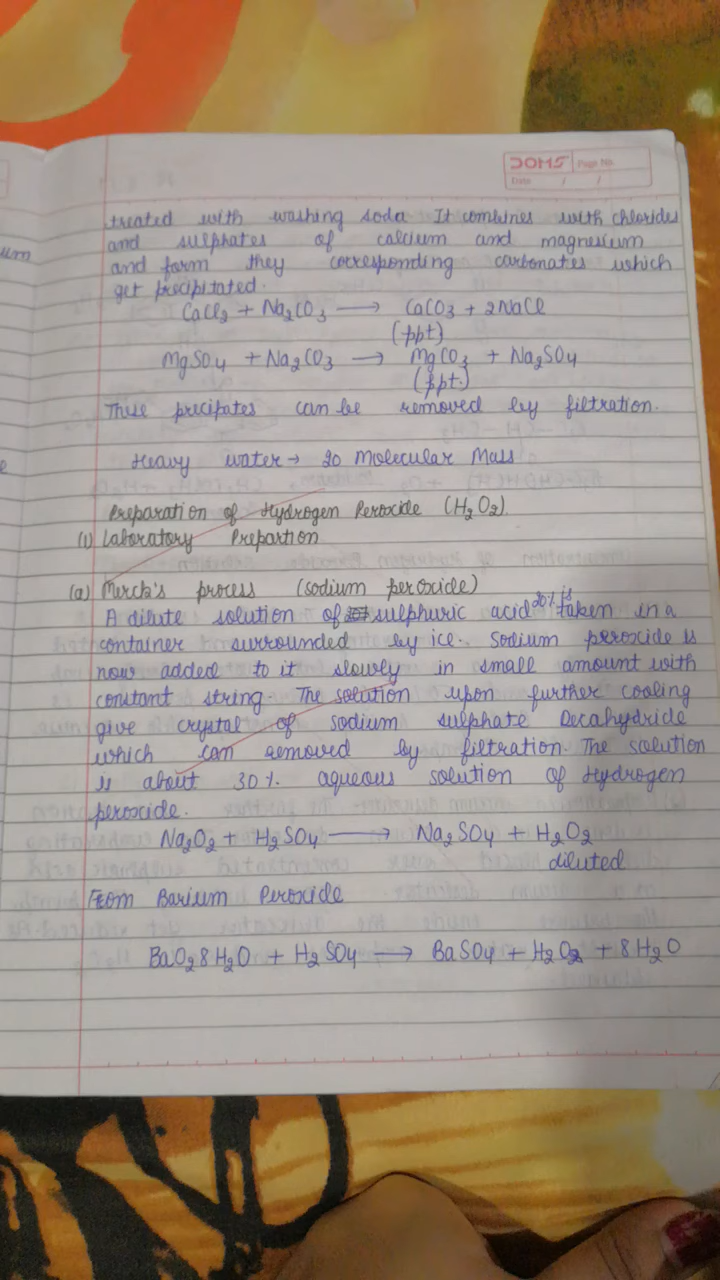 DOMS Page No.
Date / /
treated with washing soda It combines with chlorides
and sulphates of calcium and magnesium
and form they corresponding carbonates which
get precipitated.
CaCl₂ + Na₂CO₃ → CaCO3 + 2NaCl
(ppt)
MgSO4 + Na₂CO3 → MgCO3 + Na₂SO4
(ppt.)
These precipates can be removed by filtration.
Heavy water → 20 Molecular Mass
Preparation of Hydrogen Peroxide (H₂O₂).
(1) Laboratory Prepartion
(a) Merck's process (sodium peroxide)
A dilute solution of sulphuric acid 20% is taken in a
container surrounded by ice. Sodium peroxide is
now added to it slowly in small amount with
constant string The solution upon further cooling
give crystal of sodium sulphate Decahydride
which can removed by filtration. The solution
is about 30%. aqueous solution of Hydrogen
peroxide.
Na₂O₂ + H₂SO4 → Na₂SO4 + H₂O₂
diluted
From Barium Peroxide
BaO₂8H₂O + H₂SO4 → BaSO4 + H₂O₂ + 8H₂O